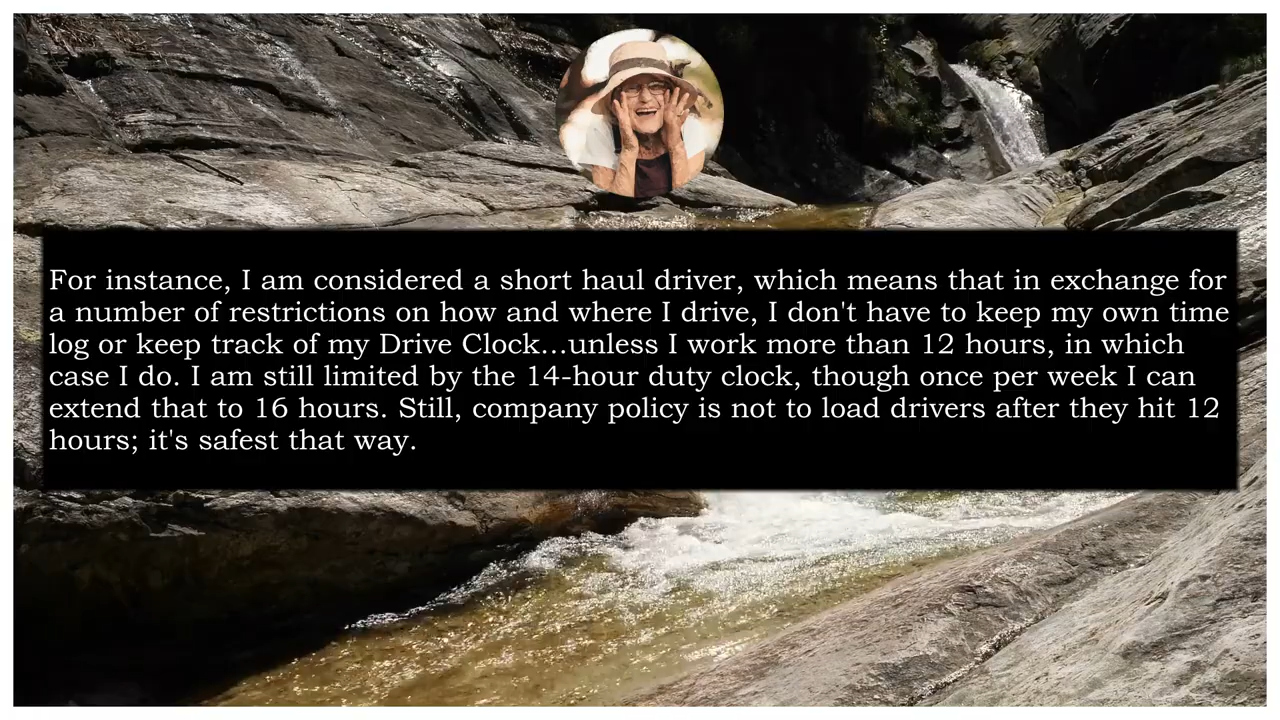 For instance, I am considered a short haul driver, which means that in exchange for
a number of restrictions on how and where I drive, I don't have to keep my own time
log or keep track of my Drive Clock...unless I work more than 12 hours, in which
case I do. I am still limited by the 14-hour duty clock, though once per week I can
extend that to 16 hours. Still, company policy is not to load drivers after they hit 12
hours; it's safest that way.